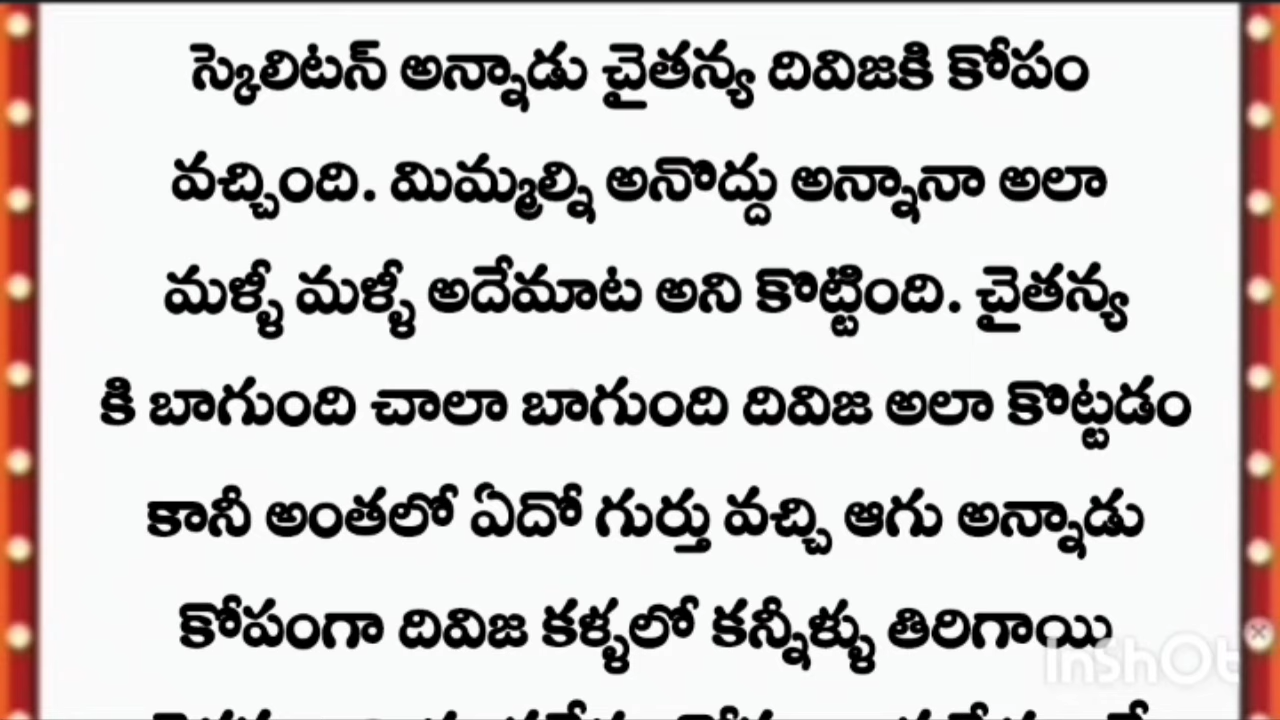 స్కెలిటన్ అన్నాడు చైతన్య దివిజకి కోపం
వచ్చింది. మిమ్మల్ని అనొద్దు అన్నానా అలా
మళ్ళీ మళ్ళీ అదేమాట అని కొట్టింది. చైతన్య
కి బాగుంది చాలా బాగుంది దివిజ అలా కొట్టడం
కానీ అంతలో ఏదో గుర్తు వచ్చి ఆగు అన్నాడు
కోపంగా దివిజ కళ్ళలో కన్నీళ్ళు తిరిగాయి
InShOt